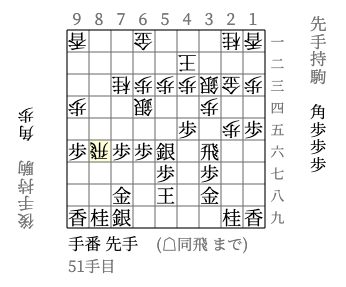 9 8 7 6 5 4 3 2 1
香 金 桂 香 一
王 二
桂 歩 歩 歩 銀 金 歩 三
歩 銀 歩 四
歩 歩 歩 五
歩 飛 歩 歩 銀 飛 六
歩 歩 七
金 王 金 八
香 桂 銀 桂 香 九
先手持駒 角歩歩歩
後手持駒 角歩
手番 先手 (☖同飛 まで)
51手目